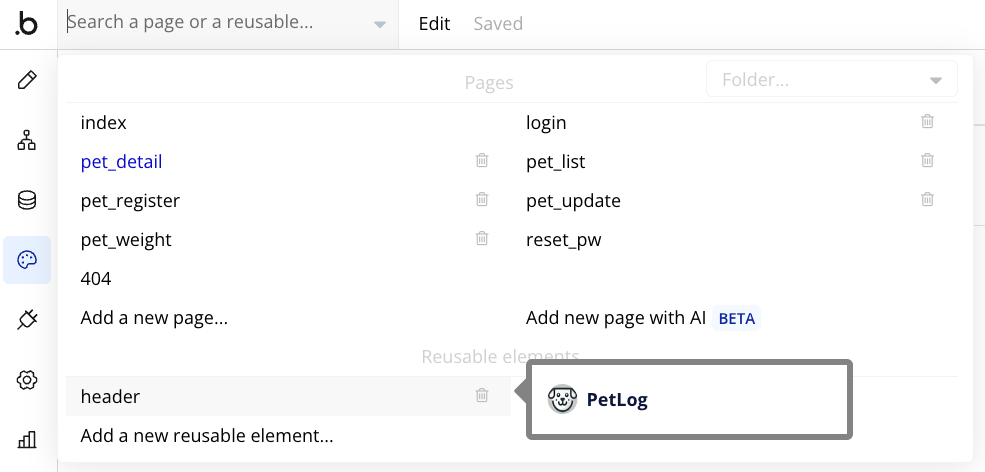 .b
Search a page or a reusable...
Edit
Saved
Pages
Folder...
index
login
pet_detail
pet_list
pet_register
pet_update
pet_weight
reset_pw
404
Add a new page...
Add new page with AI BETA
Reusable elements
header
PetLog
Add a new reusable element...